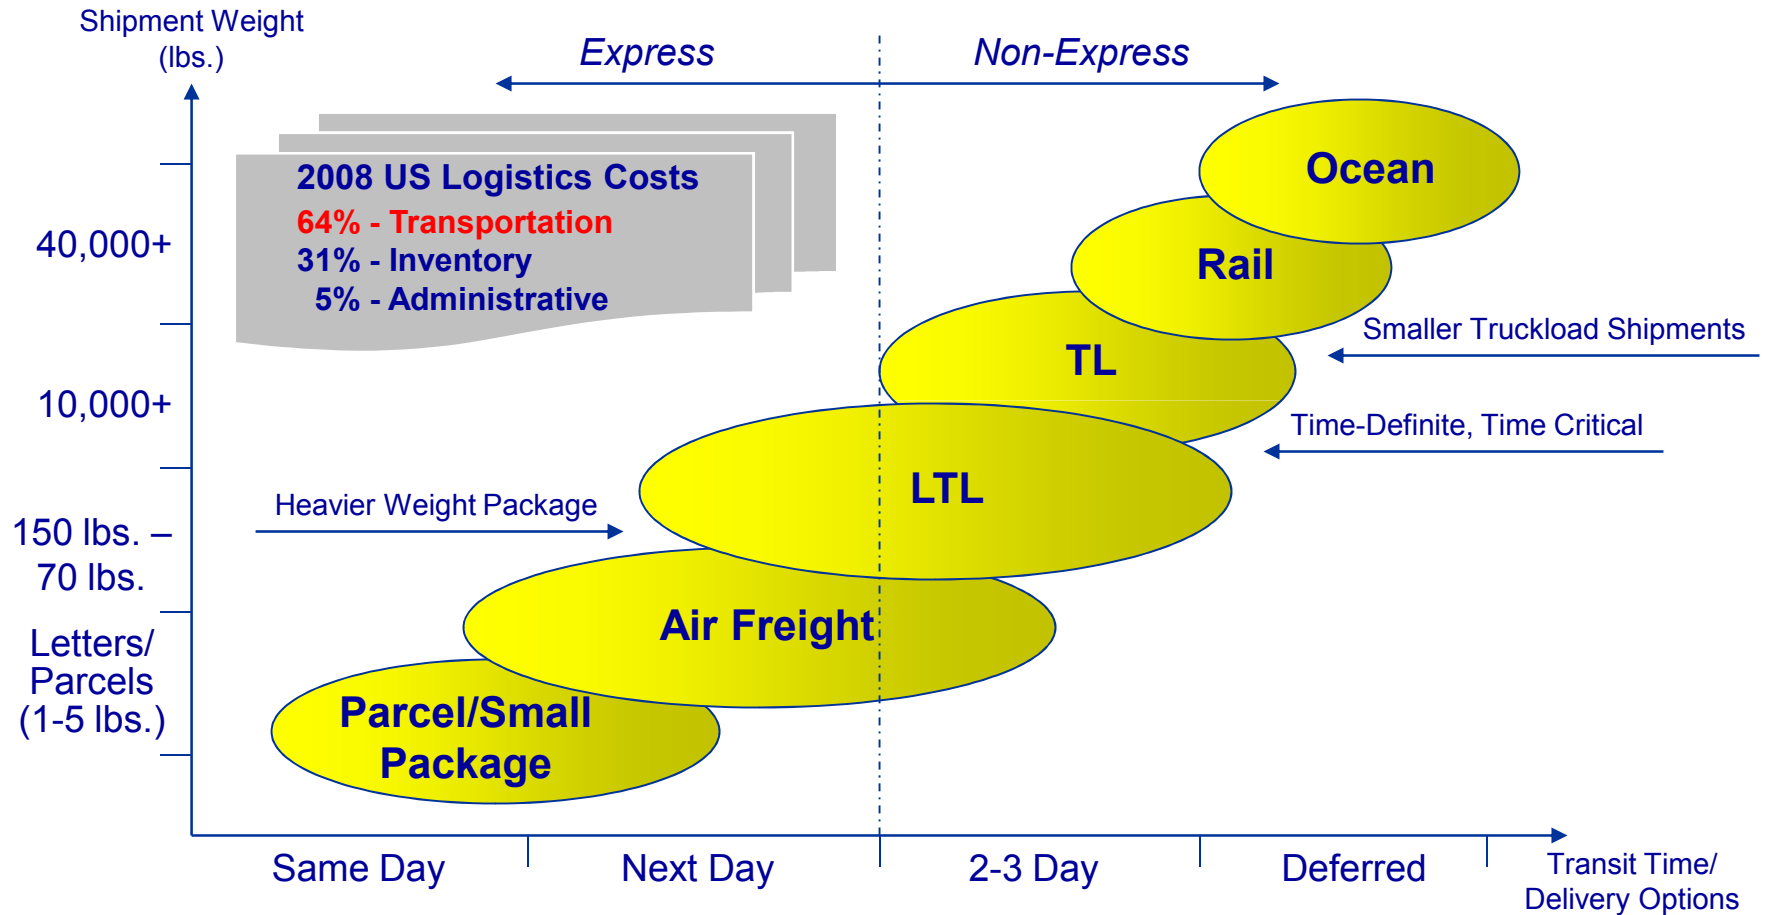 Shipment Weight
(lbs.)
Express
Non-Express
2008 US Logistics Costs
64% - Transportation
31% - Inventory
5% - Administrative
Ocean
Rail
TL
LTL
Air Freight
Parcel/Small
Package
Smaller Truckload Shipments
Time-Definite, Time Critical
Heavier Weight Package
40,000+
10,000+
150 lbs. –
70 lbs.
Letters/
Parcels
(1-5 lbs.)
Same Day
Next Day
2-3 Day
Deferred
Transit Time/
Delivery Options